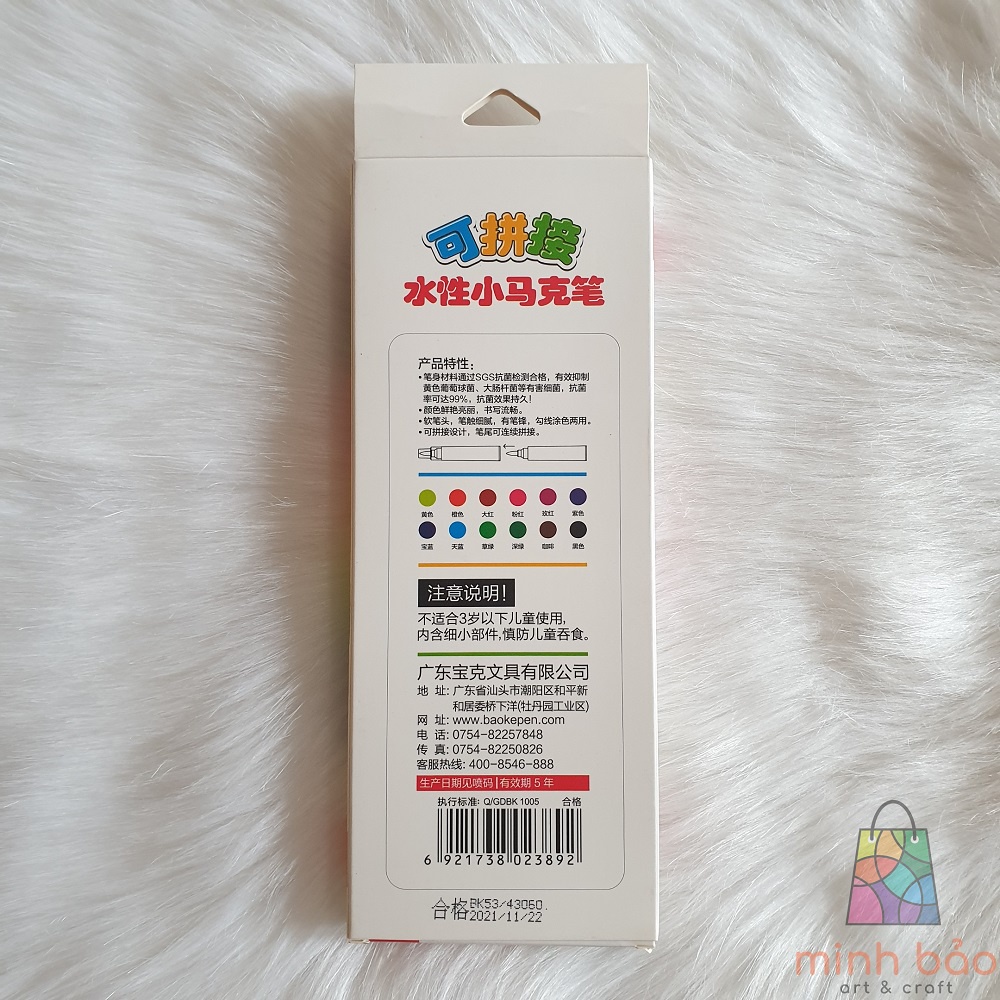 可拼接
水性小马克笔
产品特性：
•笔身材料通过SGS抗菌检测合格，有效抑制
黄色葡萄球菌、大肠杆菌等有害细菌，抗菌
率可达99%，抗菌效果持久！
•颜色鲜艳亮丽，书写流畅。
•软笔头，笔触细腻，有笔锋，勾线涂色两用。
•可拼接设计，笔尾可连续拼接。
黄色 橙色 大红 粉红 玫红 紫色
宝蓝 天蓝 草绿 深绿 咖啡 黑色
注意说明！
不适合3岁以下儿童使用，
内含细小部件，慎防儿童吞食。
广东宝克文具有限公司
地 址: 广东省汕头市潮阳区和平新
和居委桥下洋(牡丹园工业区)
网 址: www.baokepen.com
电 话: 0754-82257848
传 真: 0754-82250826
客服热线: 400-8546-888
生产日期见喷码 | 有效期 5 年
执行标准: Q/GDBK 1005 合格
6 921738 023892
合格 BK53/43060.
2021/11/22
minh bảo
art & craft